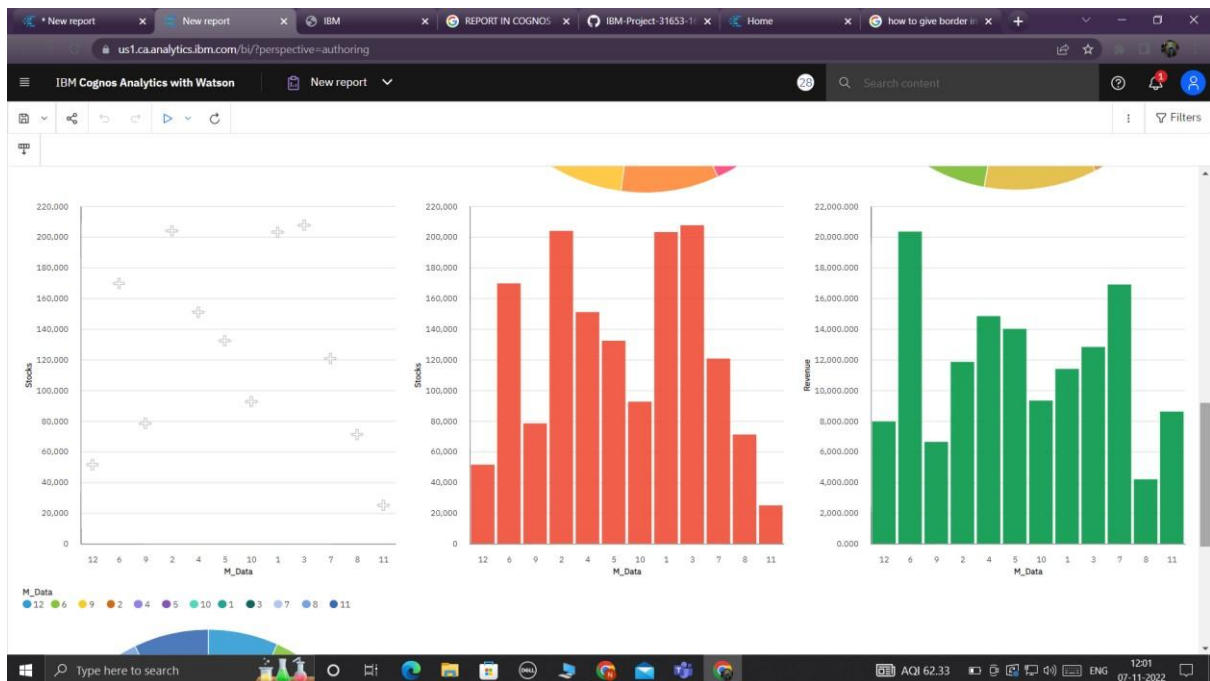 * New report
New report
IBM
REPORT IN COGNOS
IBM-Project-31653-1
Home
how to give border in
us1.ca.analytics.ibm.com/bi/?perspective=authoring
IBM Cognos Analytics with Watson
New report
28
Search content
1
Filters
220,000
200,000
180,000
160,000
140,000
120,000
100,000
80,000
60,000
40,000
20,000
0
Stocks
12 6 9 2 4 5 10 1 3 7 8 11
M_Data
220,000
200,000
180,000
160,000
140,000
120,000
100,000
80,000
60,000
40,000
20,000
0
Stocks
12 6 9 2 4 5 10 1 3 7 8 11
M_Data
22,000.000
20,000.000
18,000.000
16,000.000
14,000.000
12,000.000
10,000.000
8,000.000
6,000.000
4,000.000
2,000.000
0.000
Revenue
12 6 9 2 4 5 10 1 3 7 8 11
M_Data
M_Data
12 6 9 2 4 5 10 1 3 7 8 11
Type here to search
DELL
AQI 62.33
ENG
12:01
07-11-2022